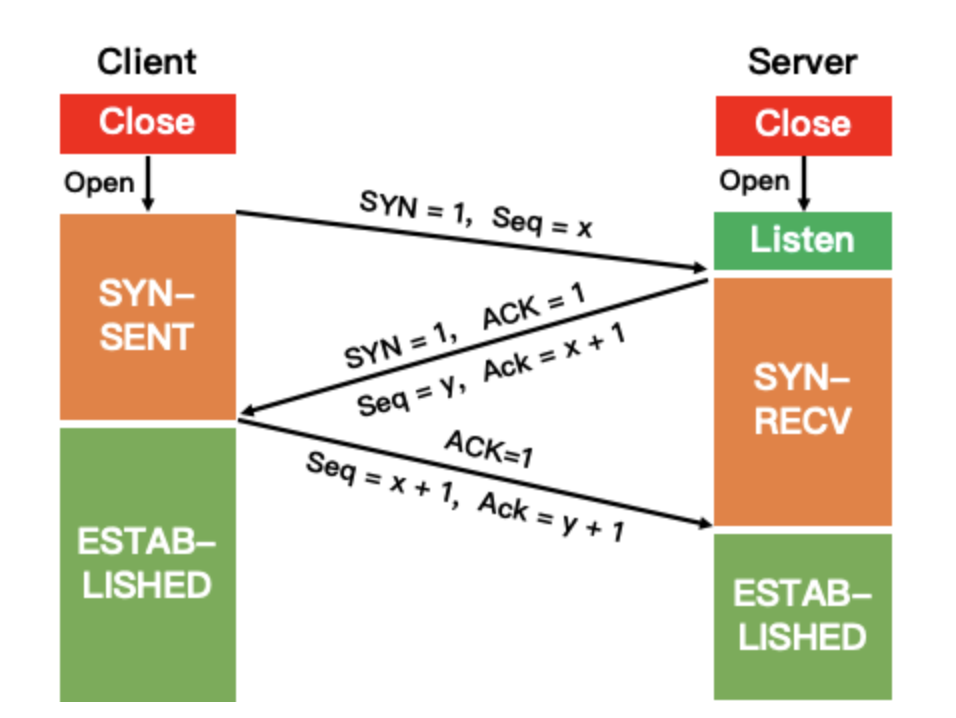 Client
Server
Close
Close
Open
Open
SYN = 1, Seq = x
Listen
SYN–
SENT
SYN = 1, ACK = 1
Seq = y, Ack = x + 1
SYN–
RECV
ACK=1
Seq = x + 1, Ack = y + 1
ESTAB–
LISHED
ESTAB–
LISHED